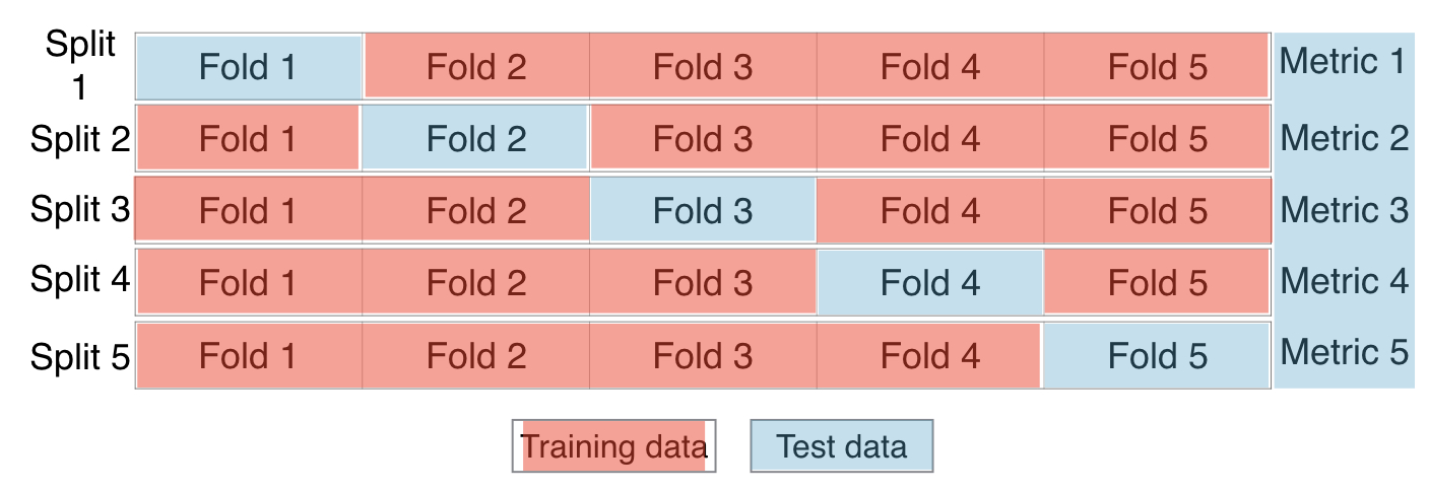 Split
1
Fold 1 Fold 2 Fold 3 Fold 4 Fold 5 Metric 1
Split 2 Fold 1 Fold 2 Fold 3 Fold 4 Fold 5 Metric 2
Split 3 Fold 1 Fold 2 Fold 3 Fold 4 Fold 5 Metric 3
Split 4 Fold 1 Fold 2 Fold 3 Fold 4 Fold 5 Metric 4
Split 5 Fold 1 Fold 2 Fold 3 Fold 4 Fold 5 Metric 5
Training data Test data